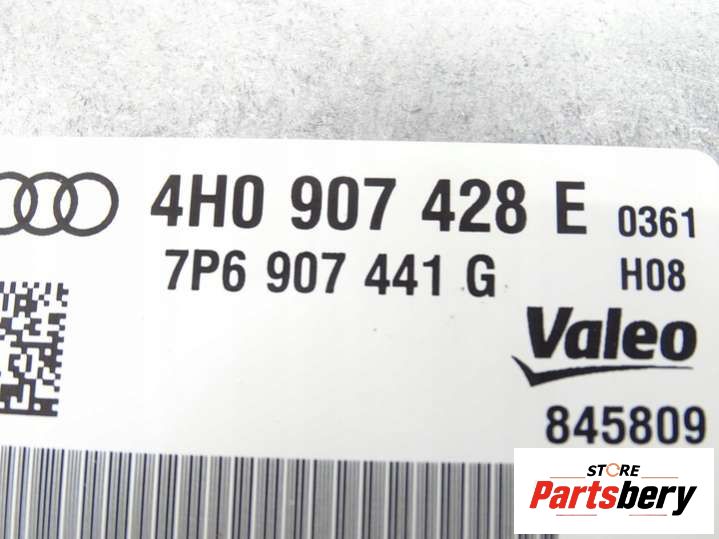 4H0 907 428 E 0361
7P6 907 441 G H08
Valeo
845809
STORE
Partsbery